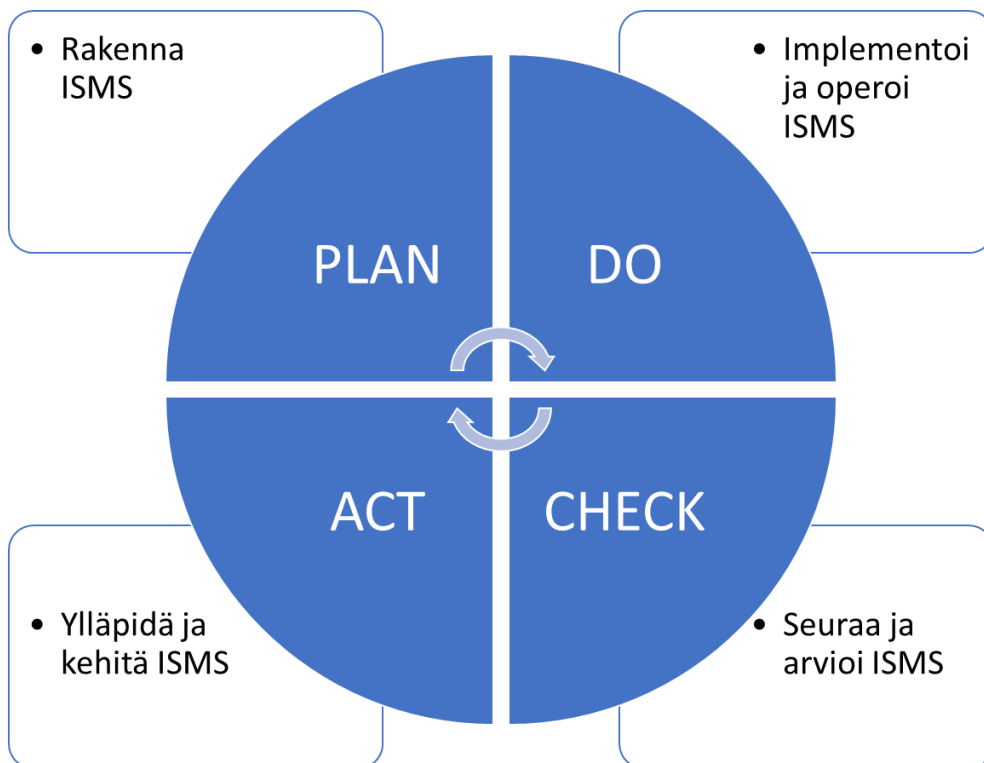 • Rakenna
ISMS
• Implementoi
ja operoi
ISMS
PLAN
DO
ACT
CHECK
• Ylläpidä ja
kehitä ISMS
• Seuraa ja
arvioi ISMS